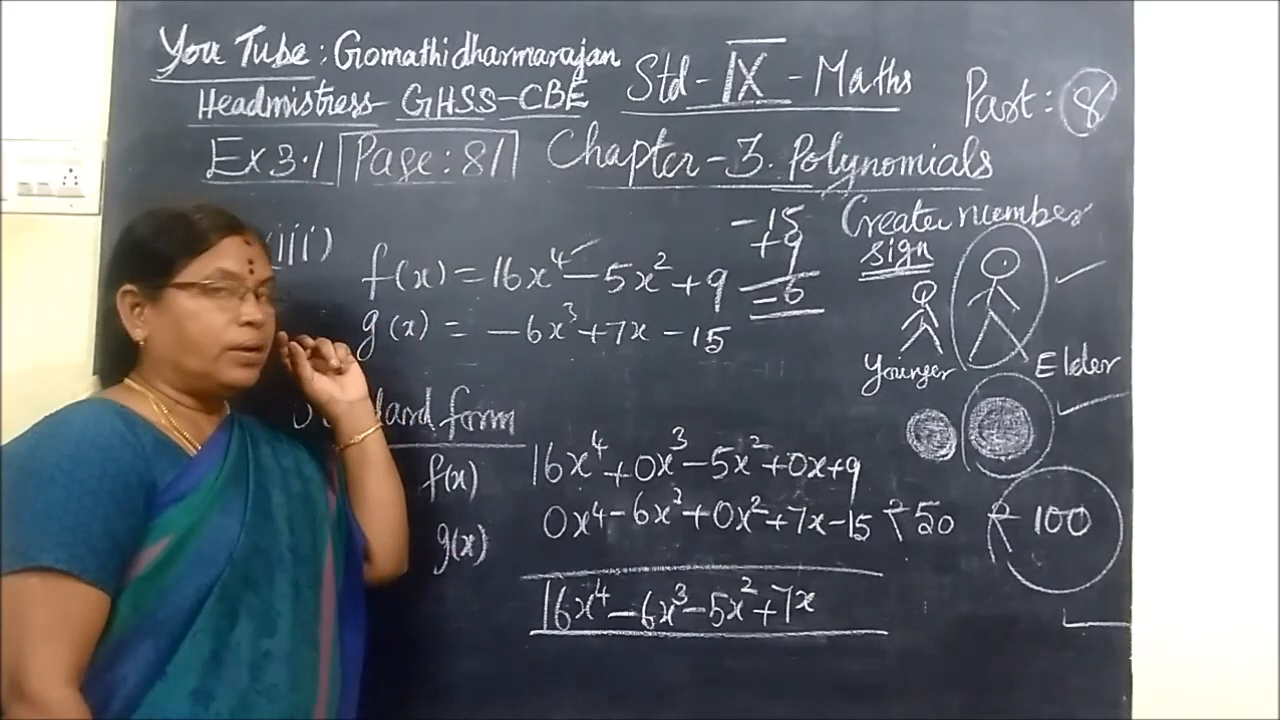 You Tube : Gomathidharmarajan
Headmistress- GHSS-CBE
Std- IX - Maths
Part: 8
Ex 3.1 Page: 81 Chapter-3. Polynomials
(iii) f(x) = 16x⁴ - 5x² + 9
g(x) = -6x³ + 7x - 15
-15
+9
-6
Greater number
sign
Younger
Elder
form
f(x) 16x⁴ + 0x³ - 5x² + 0x + 9
g(x) 0x⁴ - 6x³ + 0x² + 7x - 15
₹ 50 ₹ 100
16x⁴ - 6x³ - 5x² + 7x